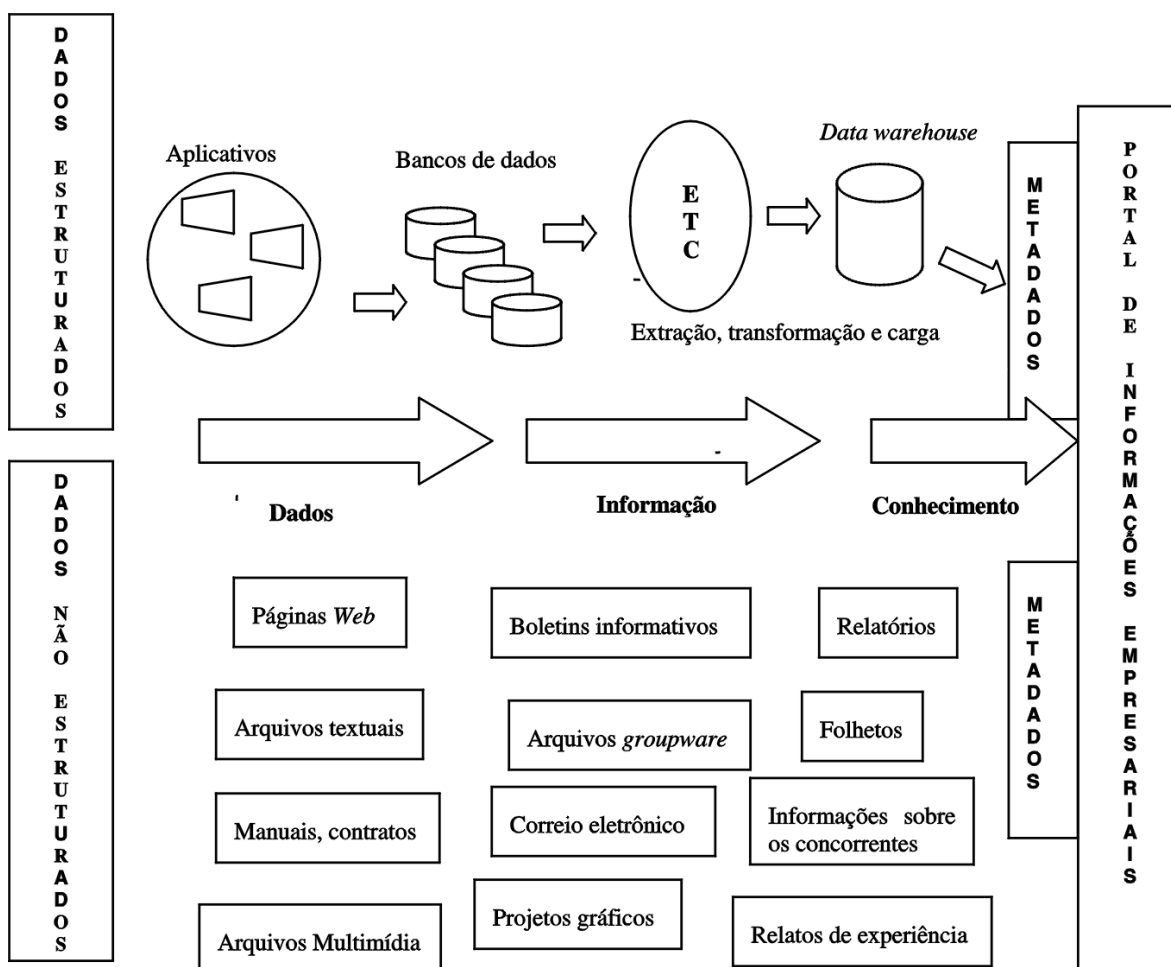 DADOS ESTRUTURADOS
Aplicativos
Bancos de dados
ETC
Extração, transformação e carga
Data warehouse
METADADOS
PORTAL DE INFORMAÇÕES EMPRESARIAIS
Dados
Informação
Conhecimento
DADOS NÃO ESTRUTURADOS
Páginas Web
Boletins informativos
Relatórios
Arquivos textuais
Arquivos groupware
Folhetos
Manuais, contratos
Correio eletrônico
Informações sobre
os concorrentes
Arquivos Multimídia
Projetos gráficos
Relatos de experiência
METADADOS